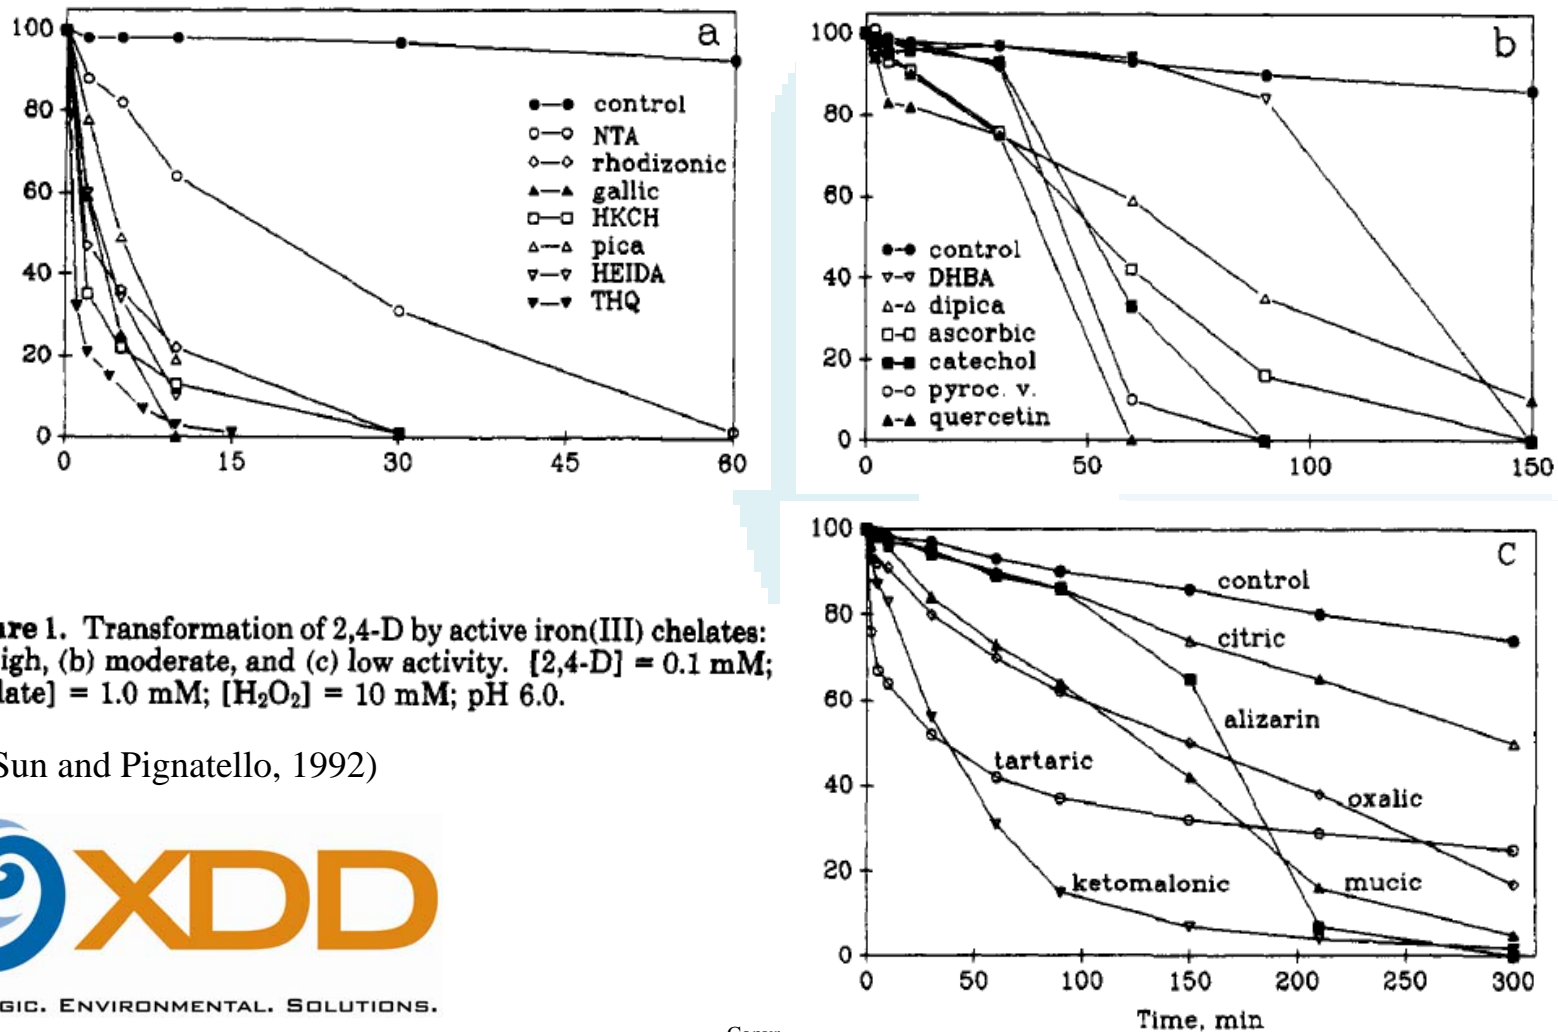 100
80
60
40
20
0
0 15 30 45 60
a
control
NTA
rhodizonic
gallic
HKCH
pica
HEIDA
THQ
100
80
60
40
20
0
0 50 100 150
b
control
DHBA
dipica
ascorbic
catechol
pyroc. v.
quercetin
100
80
60
40
20
0
0 50 100 150 200 250 300
Time, min
C
control
citric
alizarin
tartaric
oxalic
ketomalonic
mucic
ure 1. Transformation of 2,4-D by active iron(III) chelates:
igh, (b) moderate, and (c) low activity. [2,4-D] = 0.1 mM;
late] = 1.0 mM; [H₂O₂] = 10 mM; pH 6.0.
Sun and Pignatello, 1992)
XDD
GIC. ENVIRONMENTAL. SOLUTIONS.